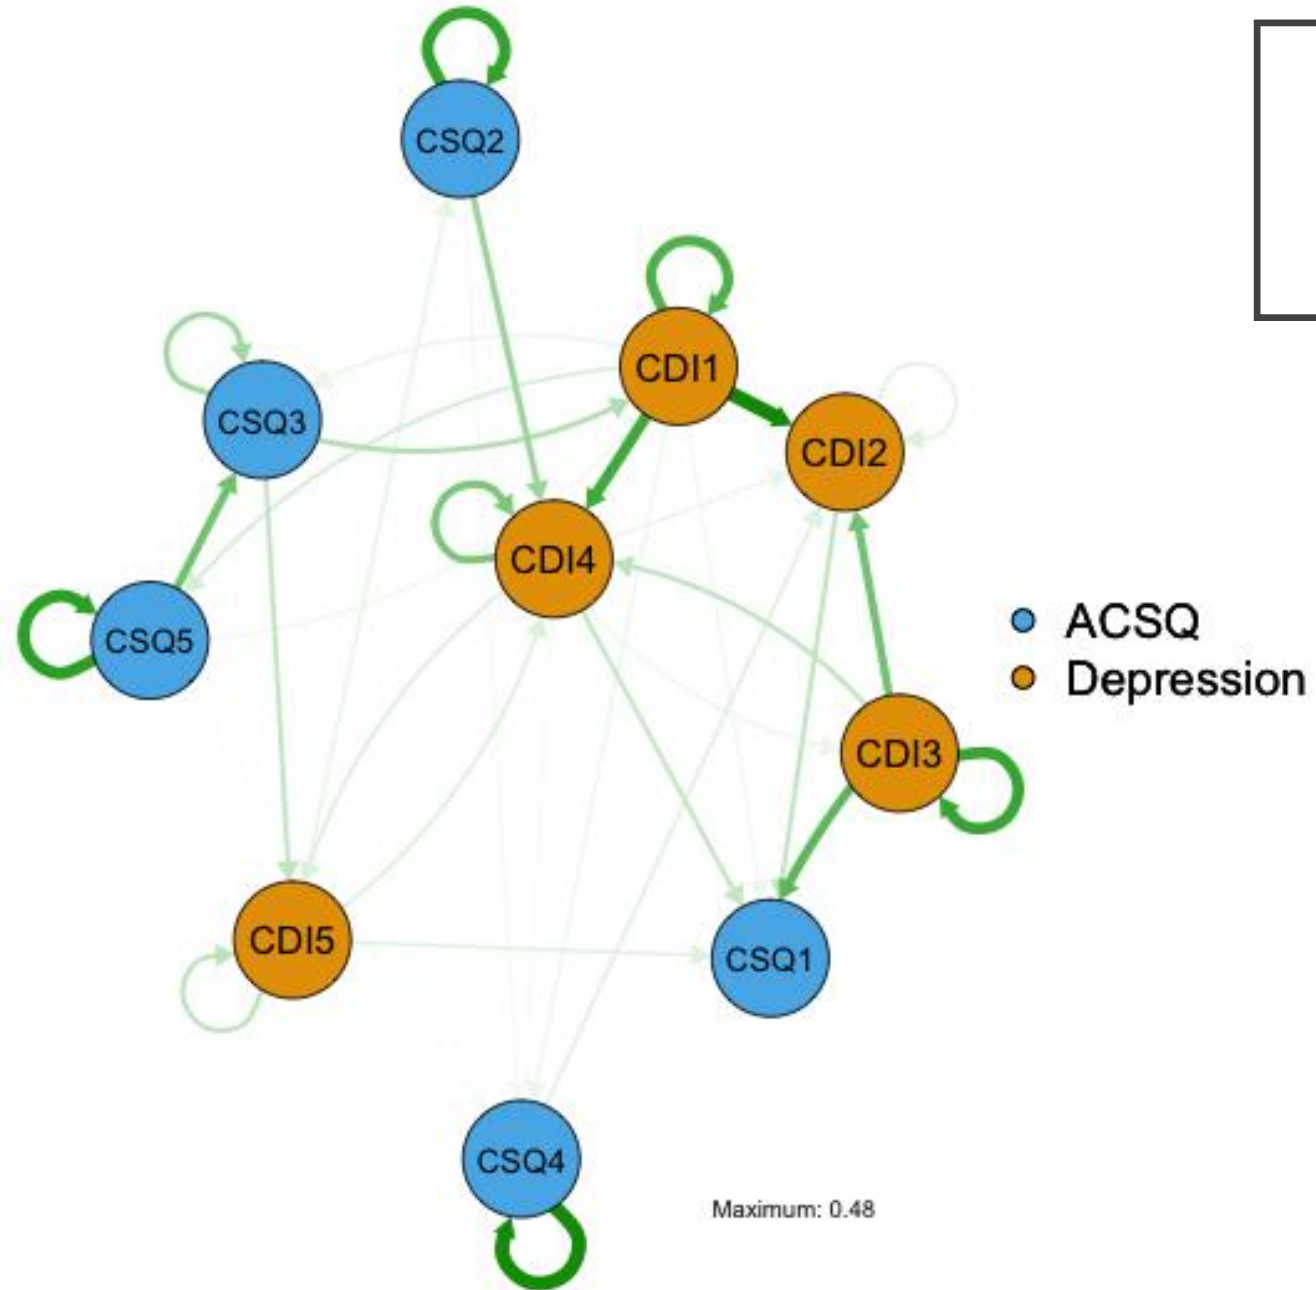 CSQ2
CDI1
CSQ3
CDI2
CDI4
CSQ5
ACSQ
Depression
CDI3
CDI5
CSQ1
CSQ4
Maximum: 0.48